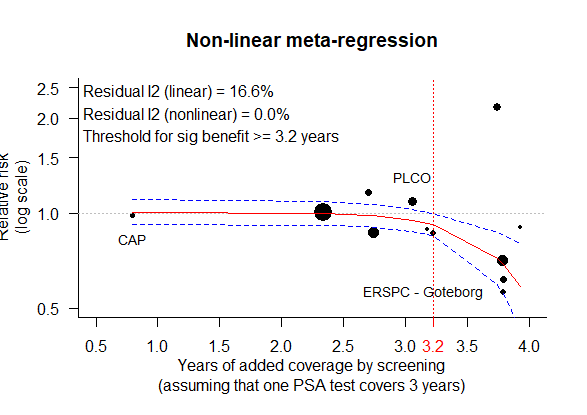 Non-linear meta-regression
Residual I2 (linear) = 16.6%
Residual I2 (nonlinear) = 0.0%
Threshold for sig benefit >= 3.2 years
2.5
2.0
1.5
1.0
0.5
Relative risk
(log scale)
PLCO
CAP
ERSPC - Goteborg
0.5 1.0 1.5 2.0 2.5 3.0 3.2 3.5 4.0
Years of added coverage by screening
(assuming that one PSA test covers 3 years)